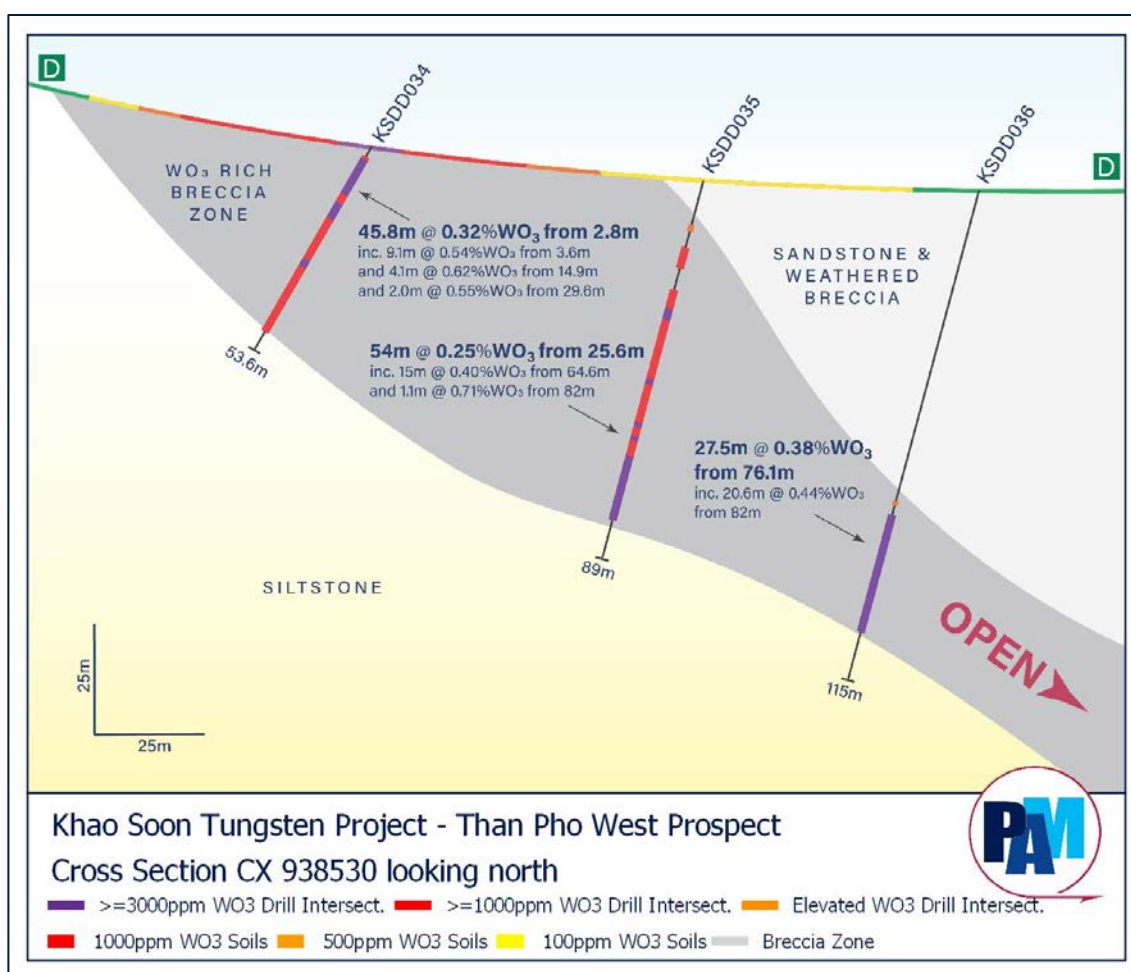 D
KSDD034
KSDD035
KSDD036
D
WO₃ RICH
BRECCIA
ZONE
45.8m @ 0.32%WO₃ from 2.8m
inc. 9.1m @ 0.54%WO₃ from 3.6m
and 4.1m @ 0.62%WO₃ from 14.9m
and 2.0m @ 0.55%WO₃ from 29.6m
SANDSTONE &
WEATHERED
BRECCIA
53.6m
54m @ 0.25%WO₃ from 25.6m
inc. 15m @ 0.40%WO₃ from 64.6m
and 1.1m @ 0.71%WO₃ from 82m
27.5m @ 0.38%WO₃
from 76.1m
inc. 20.6m @ 0.44%WO₃
from 82m
89m
SILTSTONE
OPEN
115m
25m
25m
Khao Soon Tungsten Project - Than Pho West Prospect
Cross Section CX 938530 looking north
PAM
>=3000ppm WO3 Drill Intersect. >=1000ppm WO3 Drill Intersect. Elevated WO3 Drill Intersect.
1000ppm WO3 Soils 500ppm WO3 Soils 100ppm WO3 Soils Breccia Zone